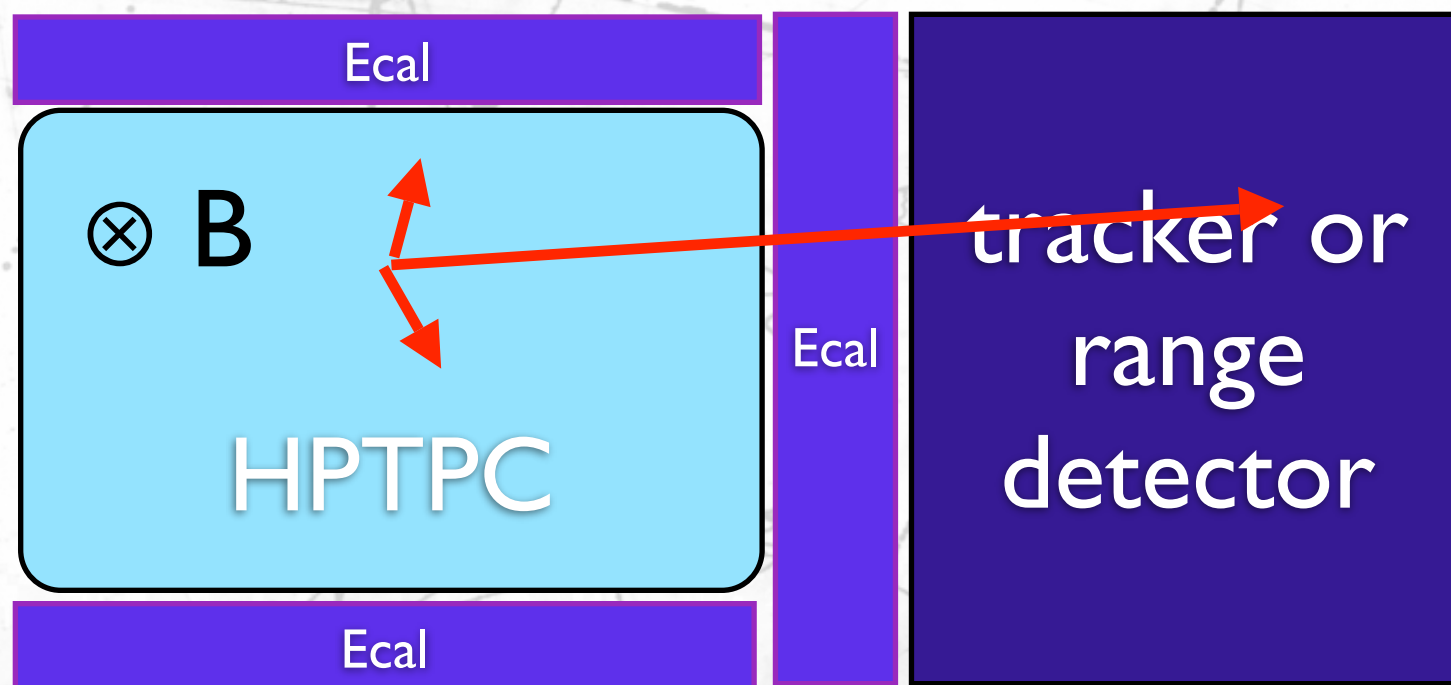 Ecal
⊗ B
HPTPC
Ecal
tracker or
range
detector
Ecal